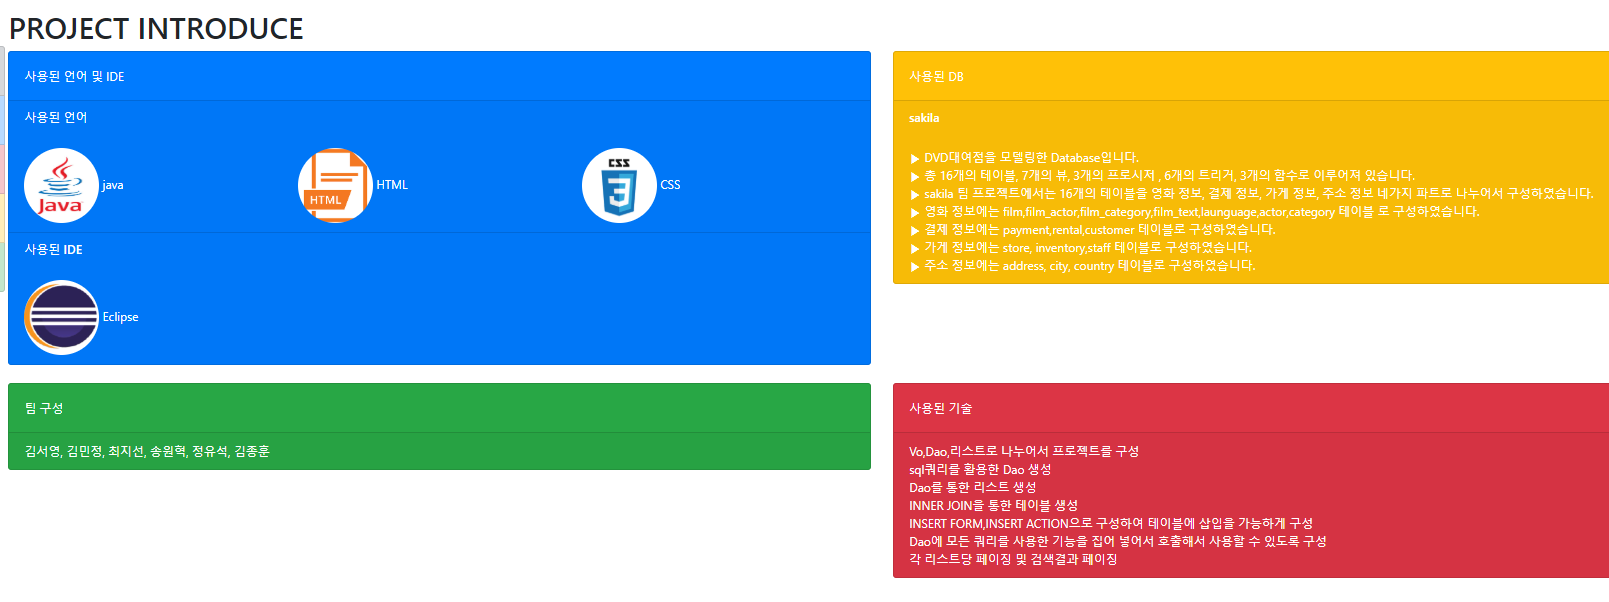 PROJECT INTRODUCE
사용된 언어 및 IDE
사용된 언어
Java
java
HTML
HTML
CSS
3
CSS
사용된 IDE
Eclipse
사용된 DB
sakila
▶ DVD대여점을 모델링한 Database입니다.
▶ 총 16개의 테이블, 7개의 뷰, 3개의 프로시저 , 6개의 트리거, 3개의 함수로 이루어져 있습니다.
▶ sakila 팀 프로젝트에서는 16개의 테이블을 영화 정보, 결제 정보, 가게 정보, 주소 정보 네가지 파트로 나누어서 구성하였습니다.
▶ 영화 정보에는 film,film_actor,film_category,film_text,launguage,actor,category 테이블 로 구성하였습니다.
▶ 결제 정보에는 payment,rental,customer 테이블로 구성하였습니다.
▶ 가게 정보에는 store, inventory,staff 테이블로 구성하였습니다.
▶ 주소 정보에는 address, city, country 테이블로 구성하였습니다.
팀 구성
김서영, 김민정, 최지선, 송원혁, 정유석, 김종훈
사용된 기술
Vo,Dao,리스트로 나누어서 프로젝트를 구성
sql쿼리를 활용한 Dao 생성
Dao를 통한 리스트 생성
INNER JOIN을 통한 테이블 생성
INSERT FORM,INSERT ACTION으로 구성하여 테이블에 삽입을 가능하게 구성
Dao에 모든 쿼리를 사용한 기능을 집어 넣어서 호출해서 사용할 수 있도록 구성
각 리스트당 페이징 및 검색결과 페이징